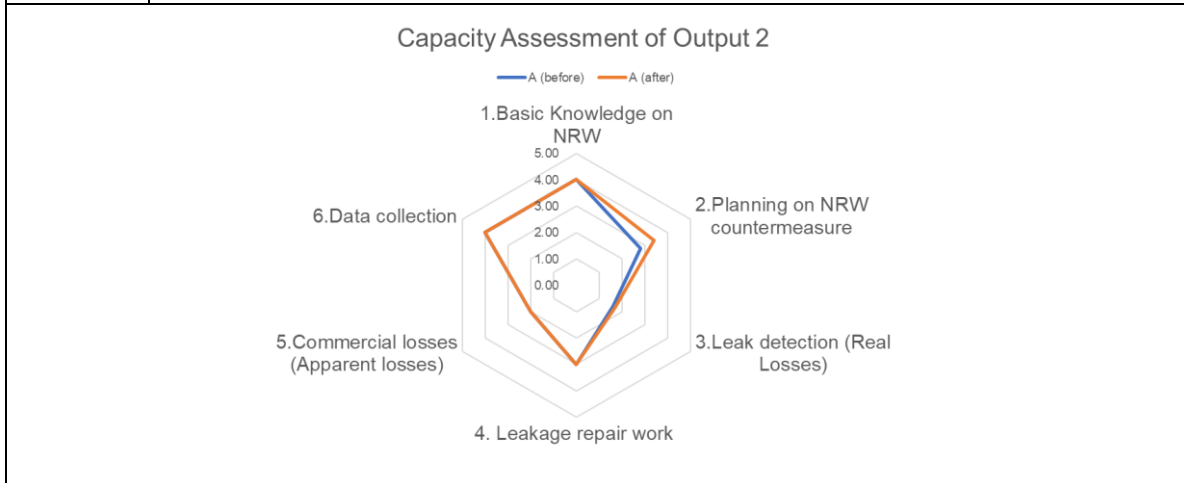 Capacity Assessment of Output 2
A (before) A (after)
1.Basic Knowledge on
NRW
5.00
4.00
3.00
2.00
1.00
0.00
2.Planning on NRW
countermeasure
3.Leak detection (Real
Losses)
4. Leakage repair work
5.Commercial losses
(Apparent losses)
6.Data collection